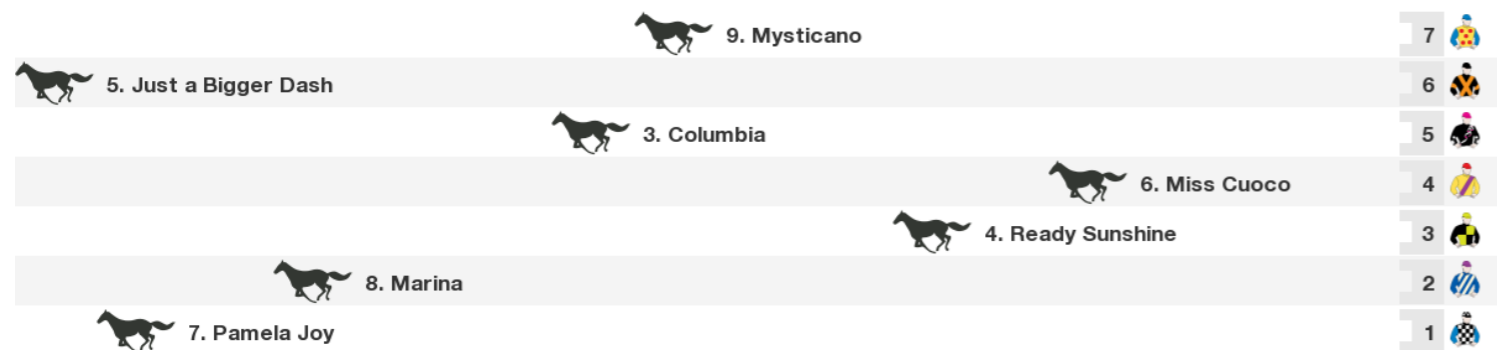 9. Mysticano 7
5. Just a Bigger Dash 6
3. Columbia 5
6. Miss Cuoco 4
4. Ready Sunshine 3
8. Marina 2
7. Pamela Joy 1